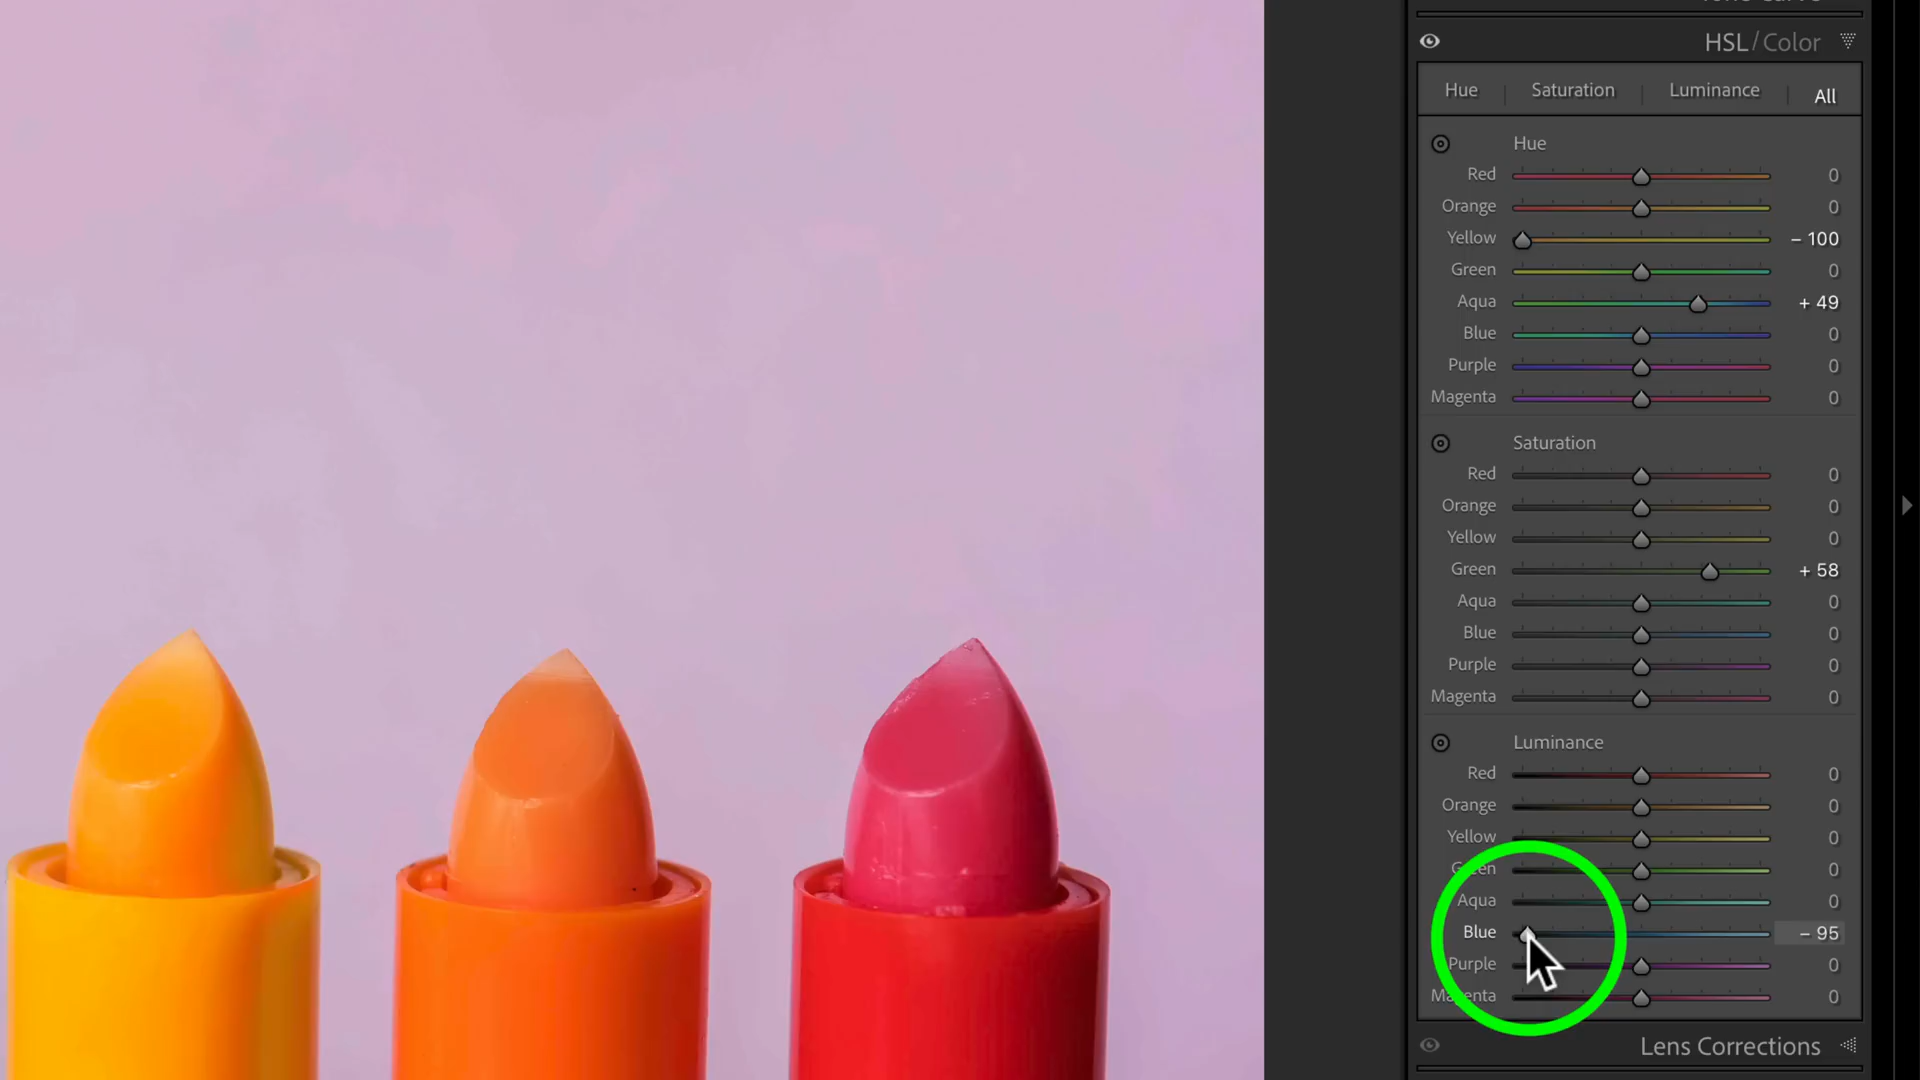 HSL / Color
Hue | Saturation | Luminance | All
Hue
Red 0
Orange 0
Yellow - 100
Green 0
Aqua + 49
Blue 0
Purple 0
Magenta 0
Saturation
Red 0
Orange 0
Yellow 0
Green + 58
Aqua 0
Blue 0
Purple 0
Magenta 0
Luminance
Red 0
Orange 0
Yellow 0
Green 0
Aqua 0
Blue - 95
Purple 0
Magenta 0
Lens Corrections